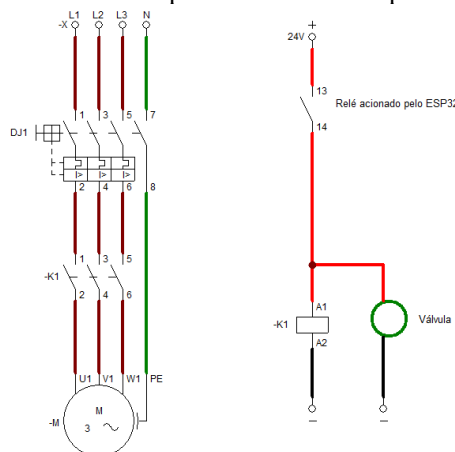 L1 L2 L3 N
-X
+
24V
13
Relé acionado pelo ESP32
14
1 3 5 7
DJ1
I> I> I>
2 4 6 8
1 3 5
-K1
2 4 6
A1
-K1
A2
Válvula
U1 V1 W1 PE
-M
M
3